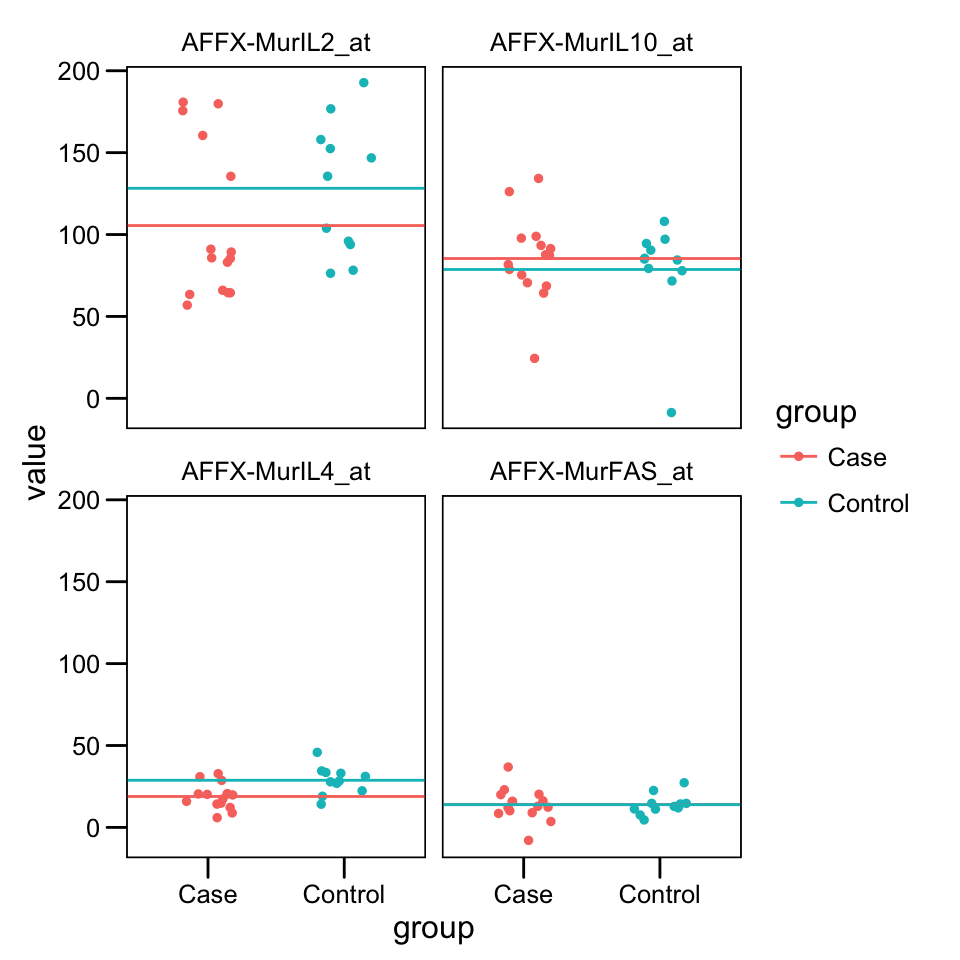 AFFX-MurIL2_at
AFFX-MurIL10_at
200
150
100
50
0
value
AFFX-MurIL4_at
AFFX-MurFAS_at
200
150
100
50
0
Case
Control
Case
Control
group
group
Case
Control